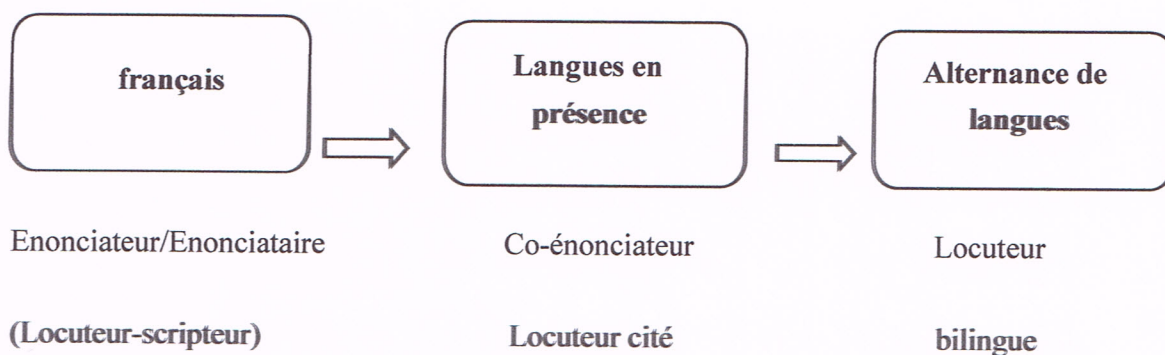 français
Langues en
présence
Alternance de
langues
Enonciateur/Enonciataire
Co-énonciateur
Locuteur
(Locuteur-scripteur)
Locuteur cité
bilingue